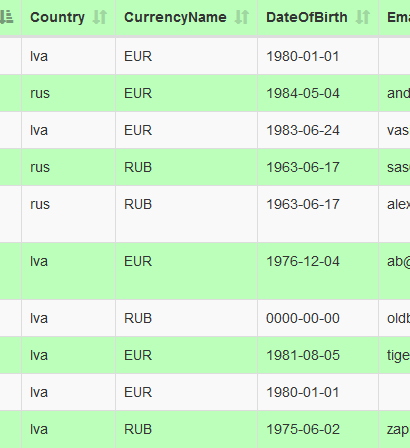 Country CurrencyName DateOfBirth Ema
lva EUR 1980-01-01
rus EUR 1984-05-04 and
lva EUR 1983-06-24 vas
rus RUB 1963-06-17 sas
rus RUB 1963-06-17 alex
lva EUR 1976-12-04 ab@
lva RUB 0000-00-00 oldb
lva EUR 1981-08-05 tige
lva EUR 1980-01-01
lva RUB 1975-06-02 zap